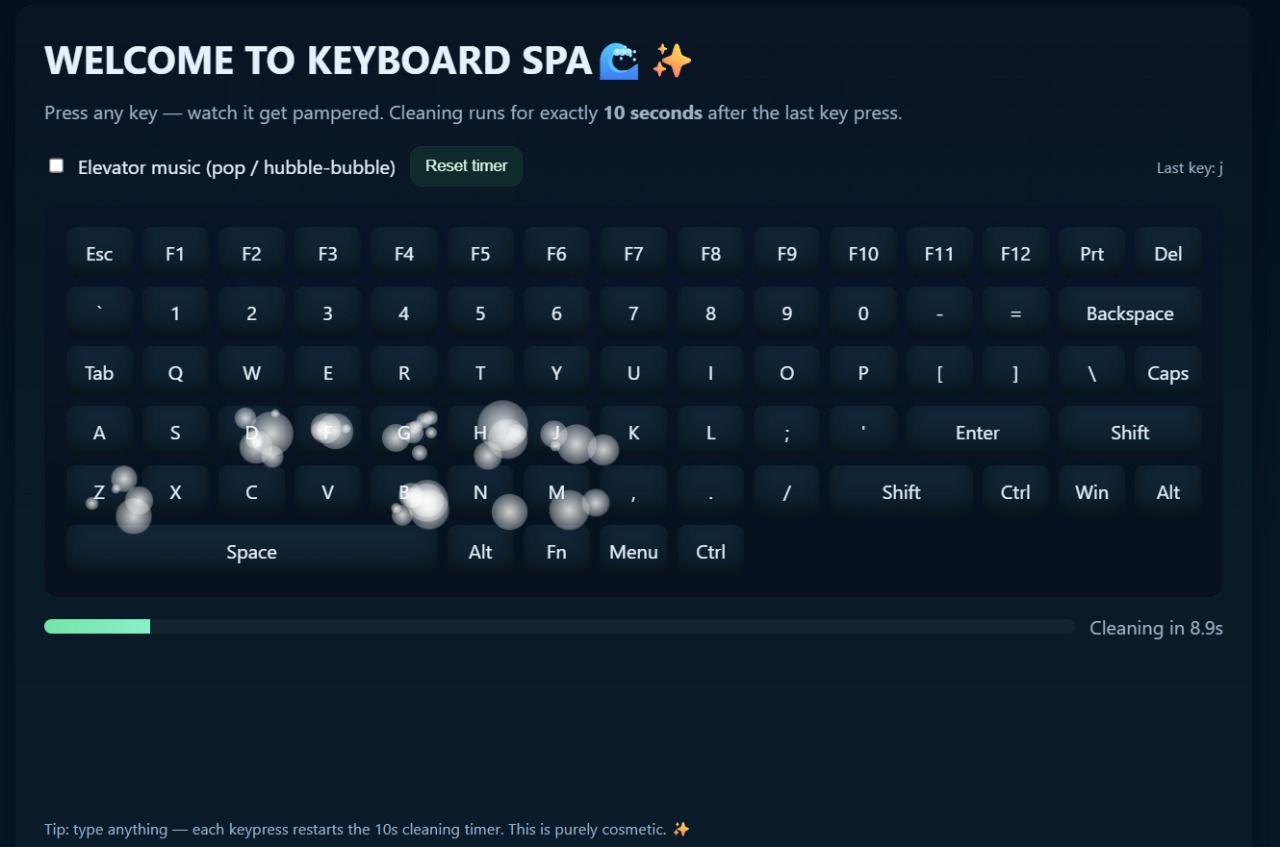 WELCOME TO KEYBOARD SPA🌊 ✨
Press any key — watch it get pampered. Cleaning runs for exactly 10 seconds after the last key press.
Elevator music (pop / hubble-bubble) Reset timer Last key: j
Esc F1 F2 F3 F4 F5 F6 F7 F8 F9 F10 F11 F12 Prt Del
` 1 2 3 4 5 6 7 8 9 0 - = Backspace
Tab Q W E R T Y U I O P [ ] \ Caps
A S D F G H J K L ; ' Enter Shift
Z X C V B N M , . / Shift Ctrl Win Alt
Space Alt Fn Menu Ctrl
Cleaning in 8.9s
Tip: type anything — each keypress restarts the 10s cleaning timer. This is purely cosmetic. ✨